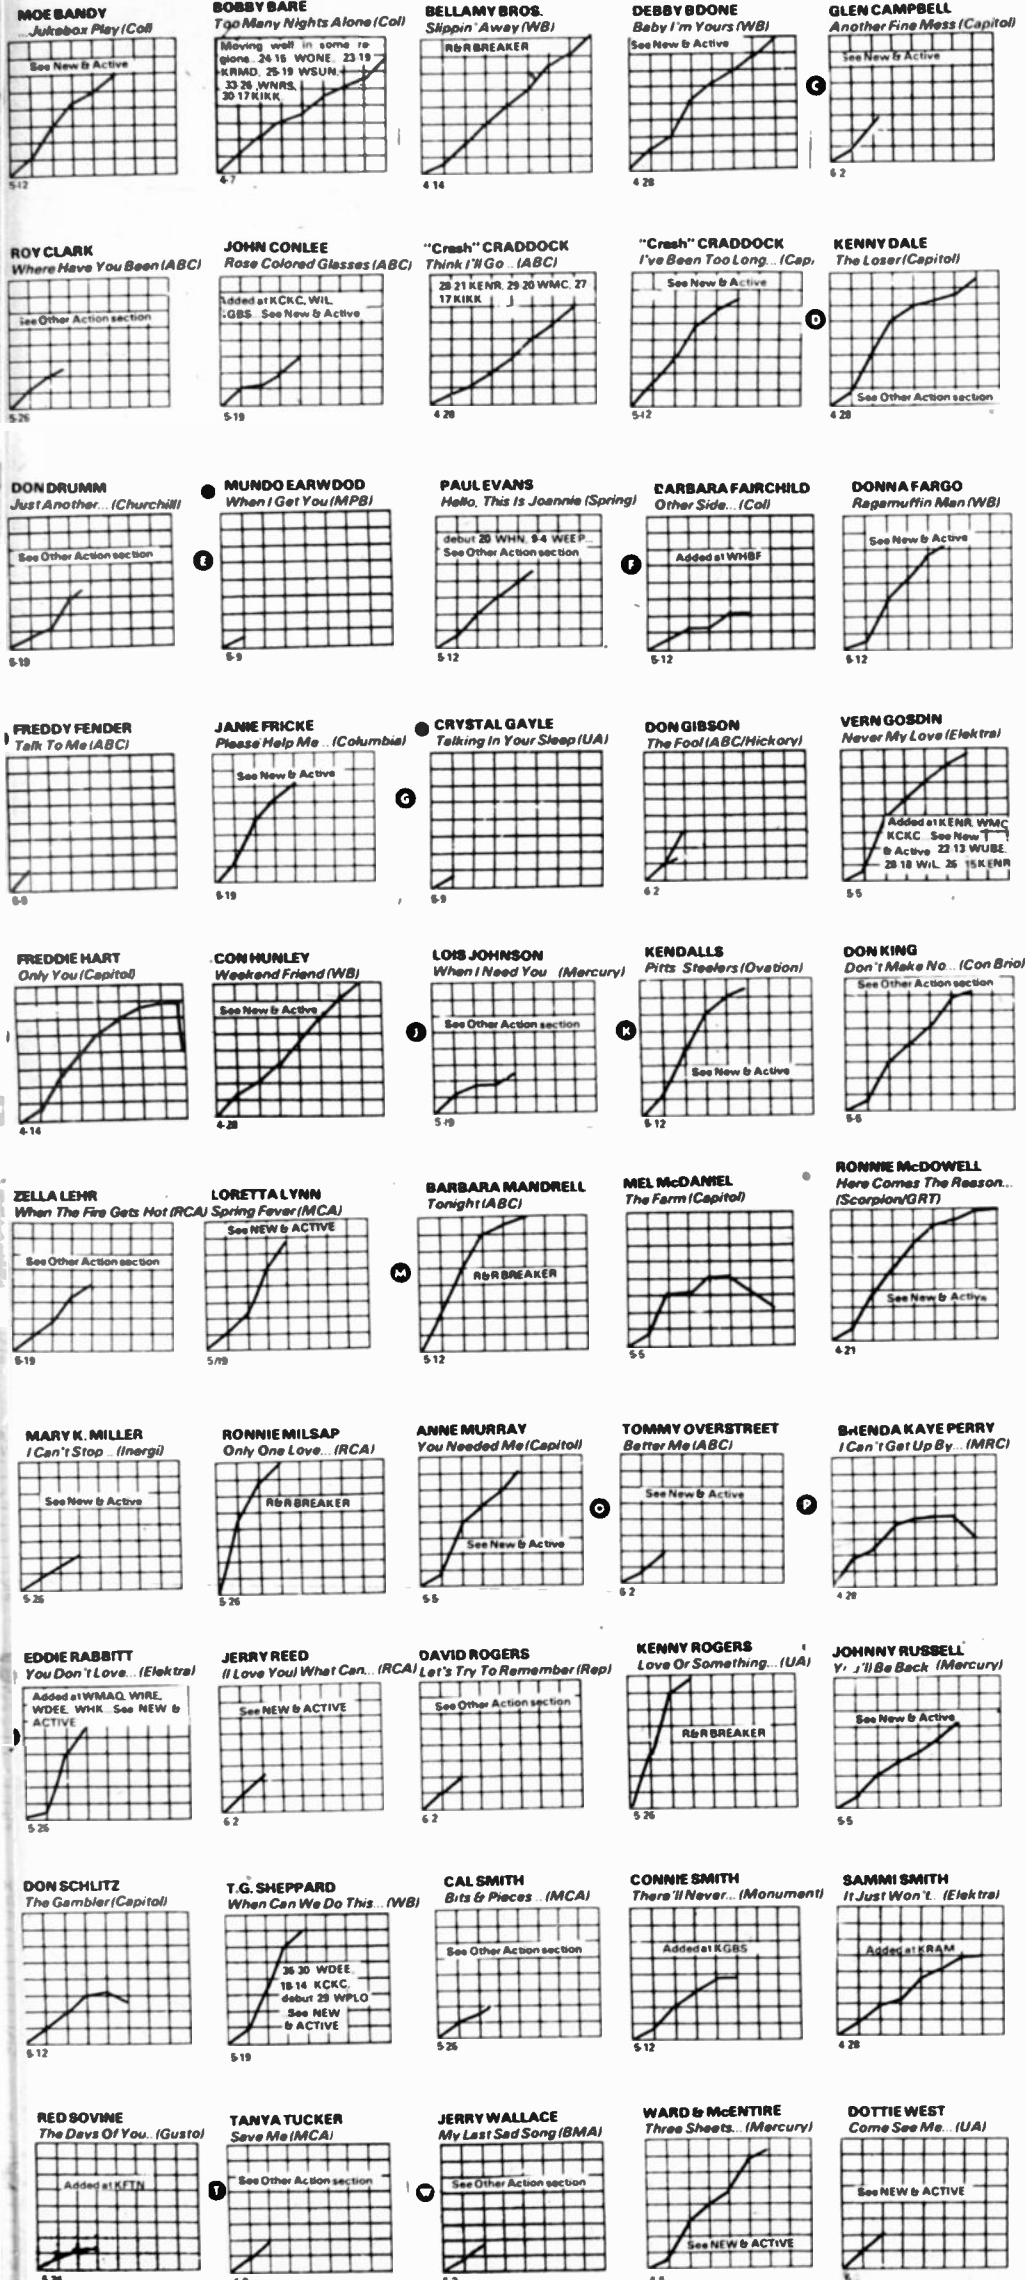 MOE BANDY
...Jukebox Play (Col)
See New & Active
5-12
BOBBY BARE
Too Many Nights Alone (Col)
Moving well in some re
gions. 24-15 WONE, 23-19
KRMD, 25-19 WSUN,
33-26 WNRS,
30-17 KIKK
4-7
BELLAMY BROS.
Slippin' Away (WB)
R&R BREAKER
4-14
DEBBY BOONE
Baby I'm Yours (WB)
See New & Active
4-28
C
GLEN CAMPBELL
Another Fine Mess (Capitol)
See New & Active
6-2
ROY CLARK
Where Have You Been (ABC)
See Other Action section
5-26
JOHN CONLEE
Rose Colored Glasses (ABC)
Added at KCKC, WIL,
KGBS. See New & Active
5-19
"Crash" CRADDOCK
Think I'll Go... (ABC)
28-21 KENR, 29-20 WMC, 27
17 KIKK
4-28
"Crash" CRADDOCK
I've Been Too Long... (Cap)
See New & Active
5-12
D
KENNY DALE
The Loser (Capitol)
See Other Action section
4-28
DON DRUMM
Just Another... (Churchill)
See Other Action section
5-19
E
MUNDO EARWOOD
When I Get You (MPB)
6-9
PAUL EVANS
Hello, This Is Joannie (Spring)
debut 20 WHN, 9-4 WEEP...
See Other Action section
5-12
F
BARBARA FAIRCHILD
Other Side... (Col)
Added at WHBF
5-12
DONNA FARGO
Ragamuffin Man (WB)
See New & Active
5-12
FREDDY FENDER
Talk To Me (ABC)
6-9
JANIE FRICKE
Please Help Me... (Columbia)
See New & Active
5-19
G
CRYSTAL GAYLE
Talking In Your Sleep (UA)
6-9
DON GIBSON
The Fool (ABC/Hickory)
6-2
VERN GOSDIN
Never My Love (Elektra)
Added at KENR, WMC,
KCKC. See New
& Active 22-13 WUBE,
28-18 WIL, 26-15 KENR
5-5
FREDDIE HART
Only You (Capitol)
4-14
CON HUNLEY
Weekend Friend (WB)
See New & Active
4-28
J
LOIS JOHNSON
When I Need You (Mercury)
See Other Action section
5-19
K
KENDALLS
Pitts Steelers (Ovation)
See New & Active
5-12
DON KING
Don't Make No... (Con Brio)
See Other Action section
5-5
ZELLA LEHR
When The Fire Gets Hot (RCA)
See Other Action section
5-19
LORETTA LYNN
Spring Fever (MCA)
See NEW & ACTIVE
5/19
M
BARBARA MANDRELL
Tonight (ABC)
R&R BREAKER
5-12
MEL McDANIEL
The Farm (Capitol)
5-5
RONNIE McDOWELL
Here Comes The Reason...
(Scorpion/GRT)
See New & Active
4-21
MARY K. MILLER
I Can't Stop... (Inergi)
See New & Active
5-26
RONNIE MILSAP
Only One Love... (RCA)
R&R BREAKER
5-26
ANNE MURRAY
You Needed Me (Capitol)
See New & Active
5-5
O
TOMMY OVERSTREET
Better Me (ABC)
See New & Active
6-2
P
BRENDA KAYE PERRY
I Can't Get Up By... (MRC)
4-28
EDDIE RABBITT
You Don't Love... (Elektra)
Added at WMAQ, WIRE,
WDEE, WHK. See NEW &
ACTIVE
5-26
JERRY REED
(I Love You) What Can... (RCA)
See NEW & ACTIVE
6-2
DAVID ROGERS
Let's Try To Remember (Rep)
See Other Action section
6-2
KENNY ROGERS
Love Or Something... (UA)
R&R BREAKER
5-26
JOHNNY RUSSELL
You'll Be Back (Mercury)
See New & Active
5-5
DON SCHLITZ
The Gambler (Capitol)
5-12
T.G. SHEPPARD
When Can We Do This... (WB)
36-30 WDEE,
18-14 KCKC,
debut 29 WPLO
See NEW
& ACTIVE
5-19
CAL SMITH
Bits & Pieces... (MCA)
See Other Action section
5-26
CONNIE SMITH
There'll Never... (Monument)
Added at KGBS
5-12
SAMMI SMITH
It Just Won't.. (Elektra)
Added at KRAM
4-28
RED SOVINE
The Days Of You.. (Gusto)
Added at KFTN
T
TANYA TUCKER
Save Me (MCA)
See Other Action section
W
JERRY WALLACE
My Last Sad Song (BMA)
See Other Action section
WARD & McENTIRE
Three Sheets... (Mercury)
See NEW & ACTIVE
DOTTIE WEST
Come See Me... (UA)
See NEW & ACTIVE